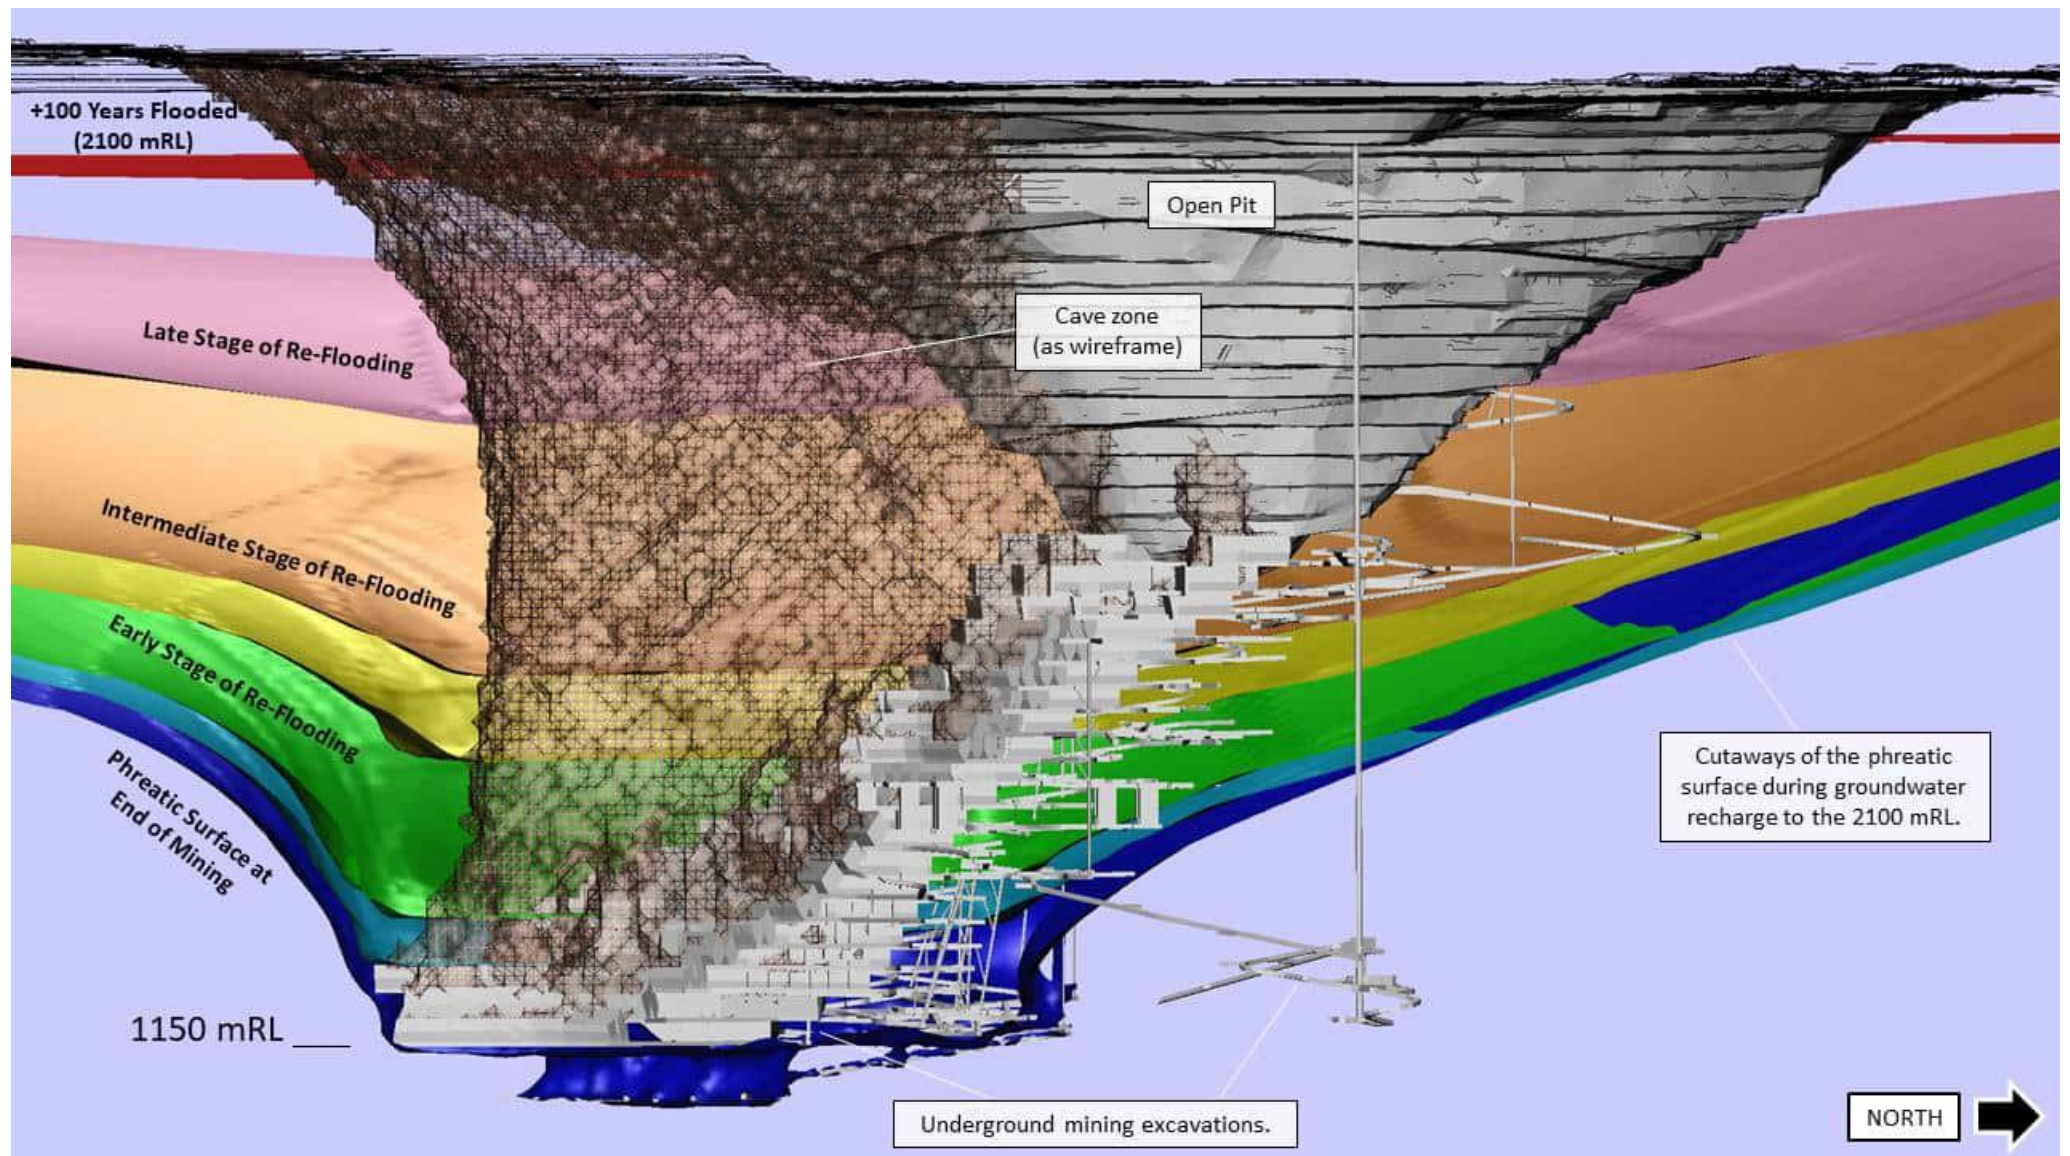 +100 Years Flooded
(2100 mRL)
Open Pit
Cave zone
(as wireframe)
Late Stage of Re-Flooding
Intermediate Stage of Re-Flooding
Early Stage of Re-Flooding
Phreatic Surface at
End of Mining
Cutaways of the phreatic
surface during groundwater
recharge to the 2100 mRL.
1150 mRL
Underground mining excavations.
NORTH